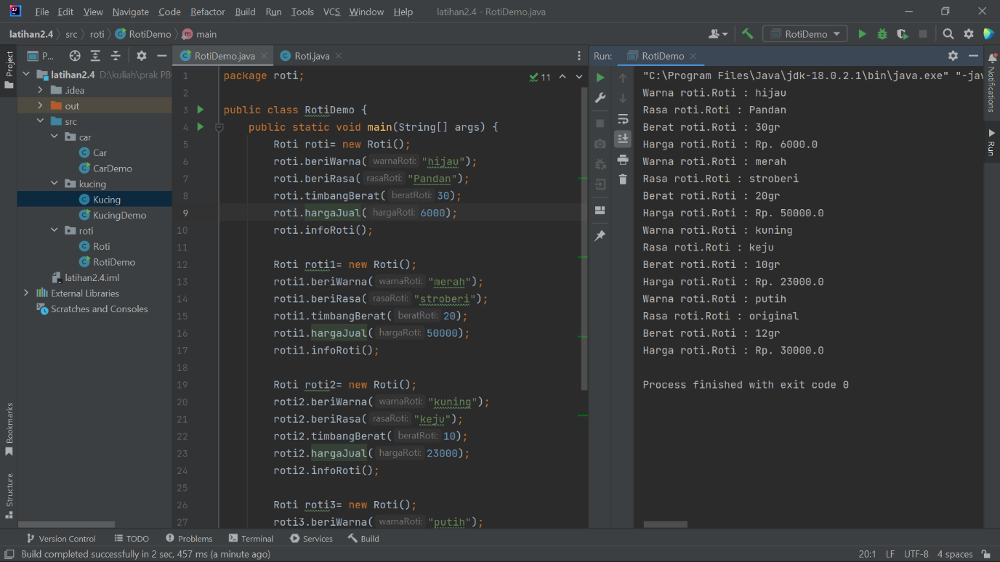 File Edit View Navigate Code Refactor Build Run Tools VCS Window Help latihan2.4 - RotiDemo.java
latihan2.4 src roti RotiDemo main RotiDemo
Project
P...
latihan2.4 D:\kuliah\prak PB
.idea
out
src
car
Car
CarDemo
kucing
Kucing
KucingDemo
roti
Roti
RotiDemo
latihan2.4.iml
External Libraries
Scratches and Consoles
Bookmarks
Structure
RotiDemo.java Roti.java
11
1 package roti;
2
3 public class RotiDemo {
4 public static void main(String[] args) {
5 Roti roti= new Roti();
6 roti.beriWarna( warnaRoti: "hijau");
7 roti.beriRasa( rasaRoti: "Pandan");
8 roti.timbangBerat( beratRoti: 30);
9 roti.hargaJual( hargaRoti: 6000);
10 roti.infoRoti();
11
12 Roti roti1= new Roti();
13 roti1.beriWarna( warnaRoti: "merah");
14 roti1.beriRasa( rasaRoti: "stroberi");
15 roti1.timbangBerat( beratRoti: 20);
16 roti1.hargaJual( hargaRoti: 50000);
17 roti1.infoRoti();
18
19 Roti roti2= new Roti();
20 roti2.beriWarna( warnaRoti: "kuning");
21 roti2.beriRasa( rasaRoti: "keju");
22 roti2.timbangBerat( beratRoti: 10);
23 roti2.hargaJual( hargaRoti: 23000);
24 roti2.infoRoti();
25
26 Roti roti3= new Roti();
27 roti3.beriWarna( warnaRoti: "putih");
Run: RotiDemo
"C:\Program Files\Java\jdk-18.0.2.1\bin\java.exe" "-jav
Warna roti.Roti : hijau
Rasa roti.Roti : Pandan
Berat roti.Roti : 30gr
Harga roti.Roti : Rp. 6000.0
Warna roti.Roti : merah
Rasa roti.Roti : stroberi
Berat roti.Roti : 20gr
Harga roti.Roti : Rp. 50000.0
Warna roti.Roti : kuning
Rasa roti.Roti : keju
Berat roti.Roti : 10gr
Harga roti.Roti : Rp. 23000.0
Warna roti.Roti : putih
Rasa roti.Roti : original
Berat roti.Roti : 12gr
Harga roti.Roti : Rp. 30000.0
Process finished with exit code 0
Notifications
Run
Version Control TODO Problems Terminal Services Build
Build completed successfully in 2 sec, 457 ms (a minute ago) 20:1 LF UTF-8 4 spaces